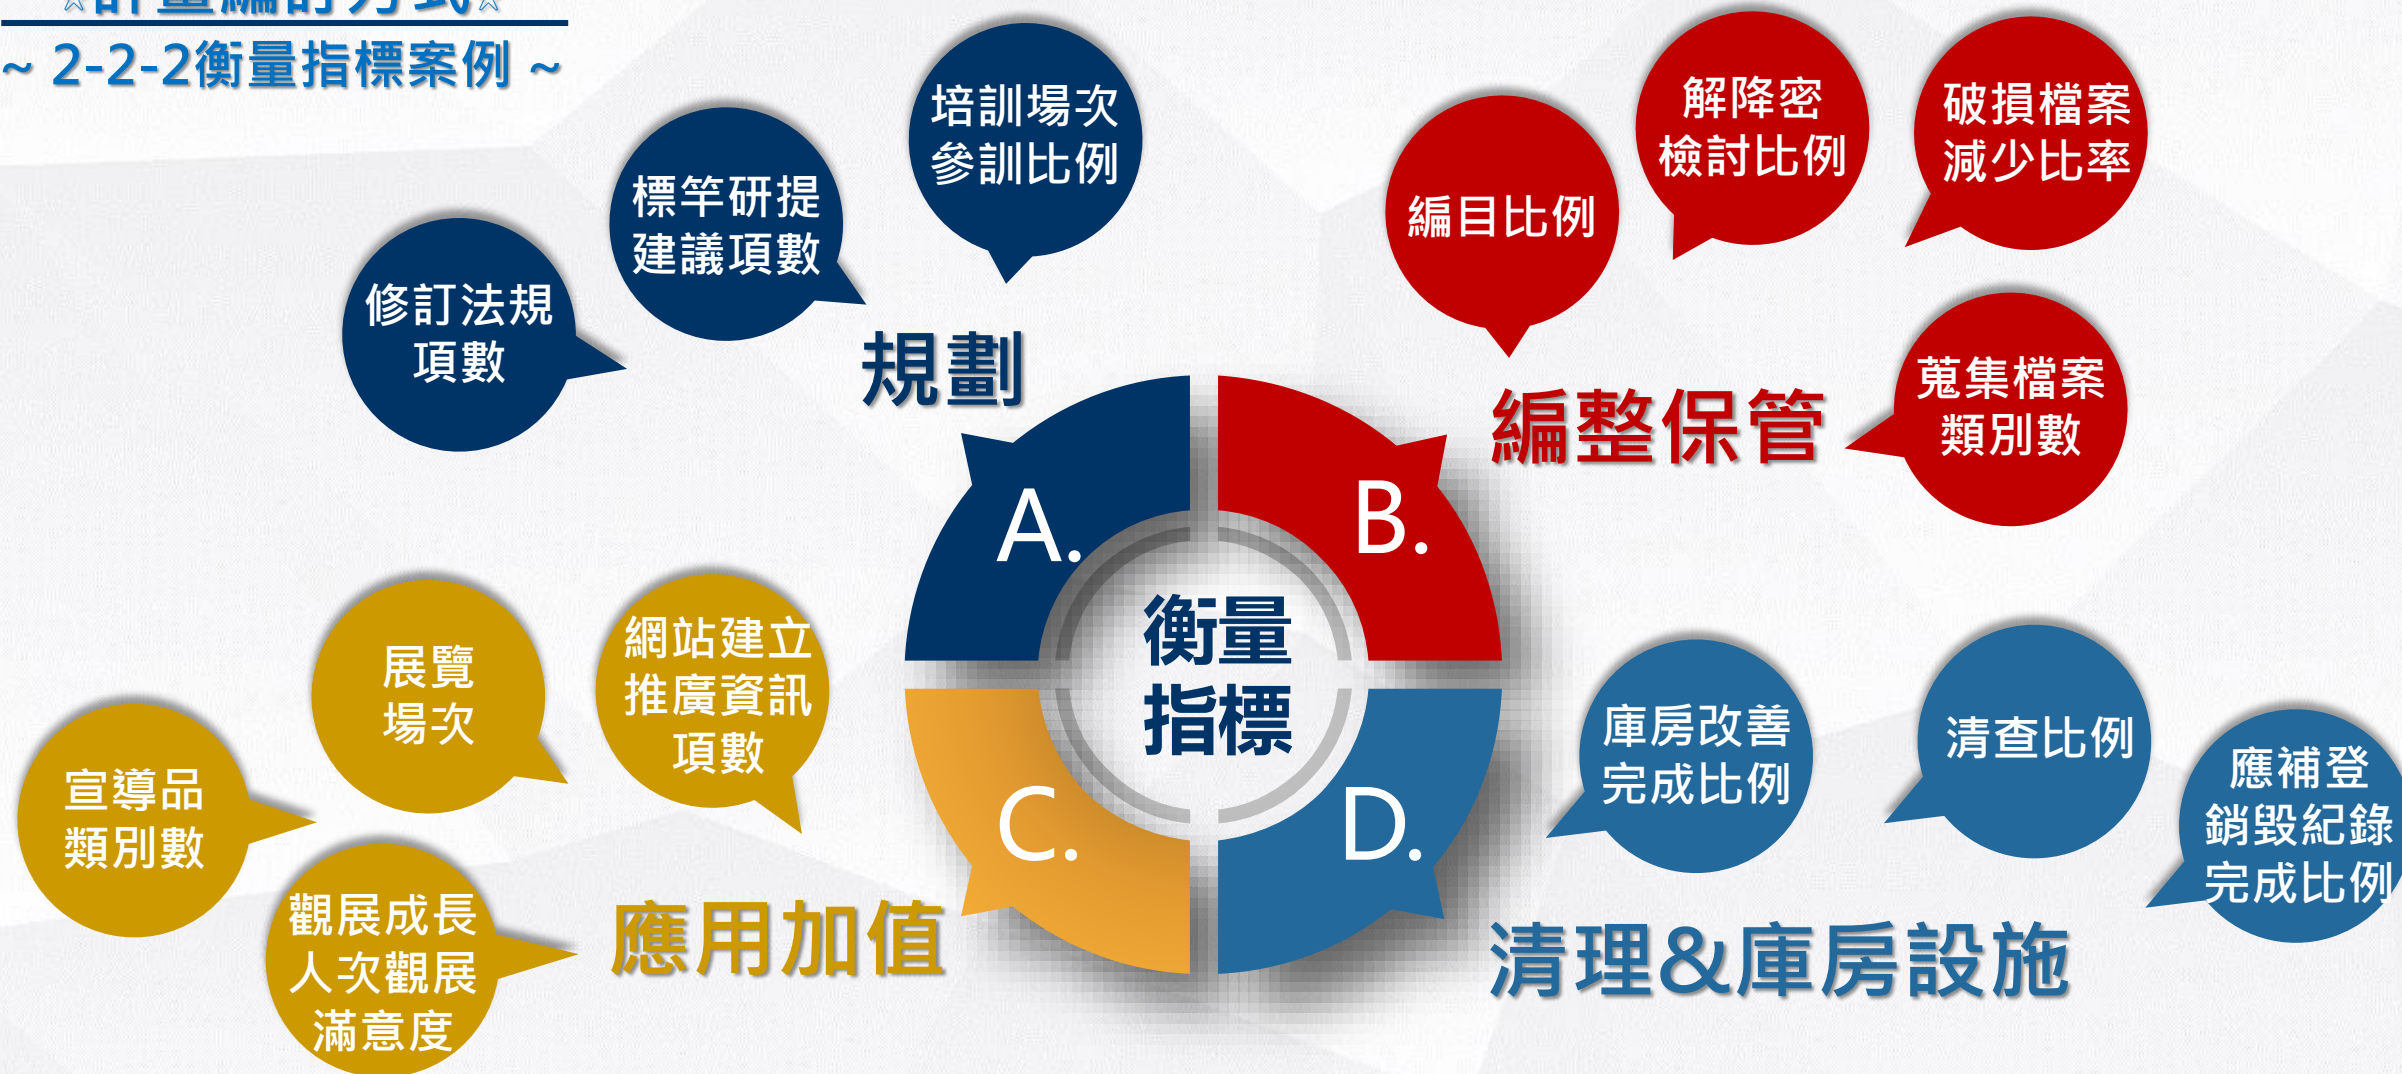 ☆計畫編訂方式☆
~ 2-2-2衡量指標案例 ~
修訂法規
項數
標竿研提
建議項數
培訓場次
參訓比例
規劃
編目比例
解降密
檢討比例
破損檔案
減少比率
蒐集檔案
類別數
編整保管
A.
B.
衡量
指標
C.
D.
宣導品
類別數
展覽
場次
網站建立
推廣資訊
項數
觀展成長
人次觀展
滿意度
應用加值
庫房改善
完成比例
清查比例
應補登
銷毀紀錄
完成比例
清理&庫房設施